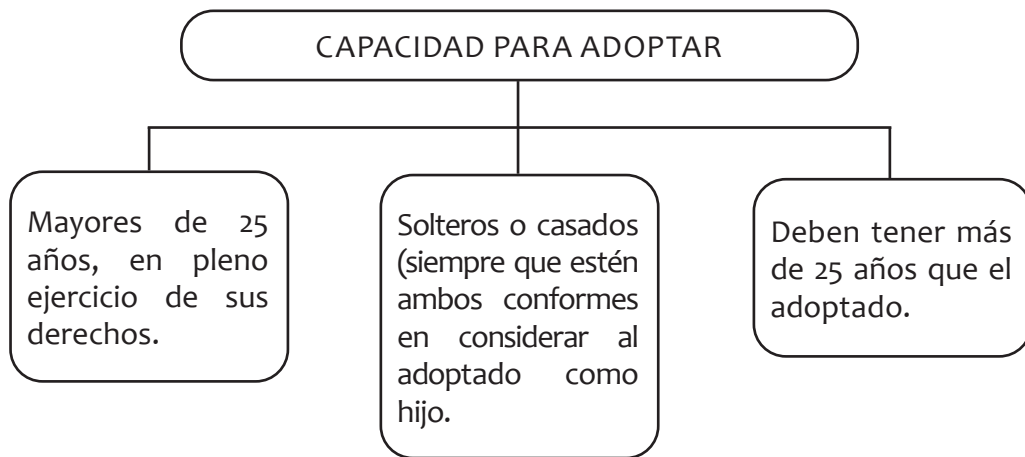 CAPACIDAD PARA ADOPTAR
Mayores de 25
años, en pleno
ejercicio de sus
derechos.
Solteros o casados
(siempre que estén
ambos conformes
en considerar al
adoptado como
hijo.
Deben tener más
de 25 años que el
adoptado.